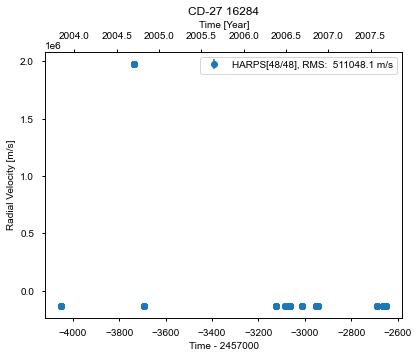 CD-27 16284
Time [Year]
2004.0 2004.5 2005.0 2005.5 2006.0 2006.5 2007.0 2007.5
1e6
HARPS[48/48], RMS: 511048.1 m/s
2.0
1.5
1.0
0.5
0.0
Radial Velocity [m/s]
−4000 −3800 −3600 −3400 −3200 −3000 −2800 −2600
Time - 2457000